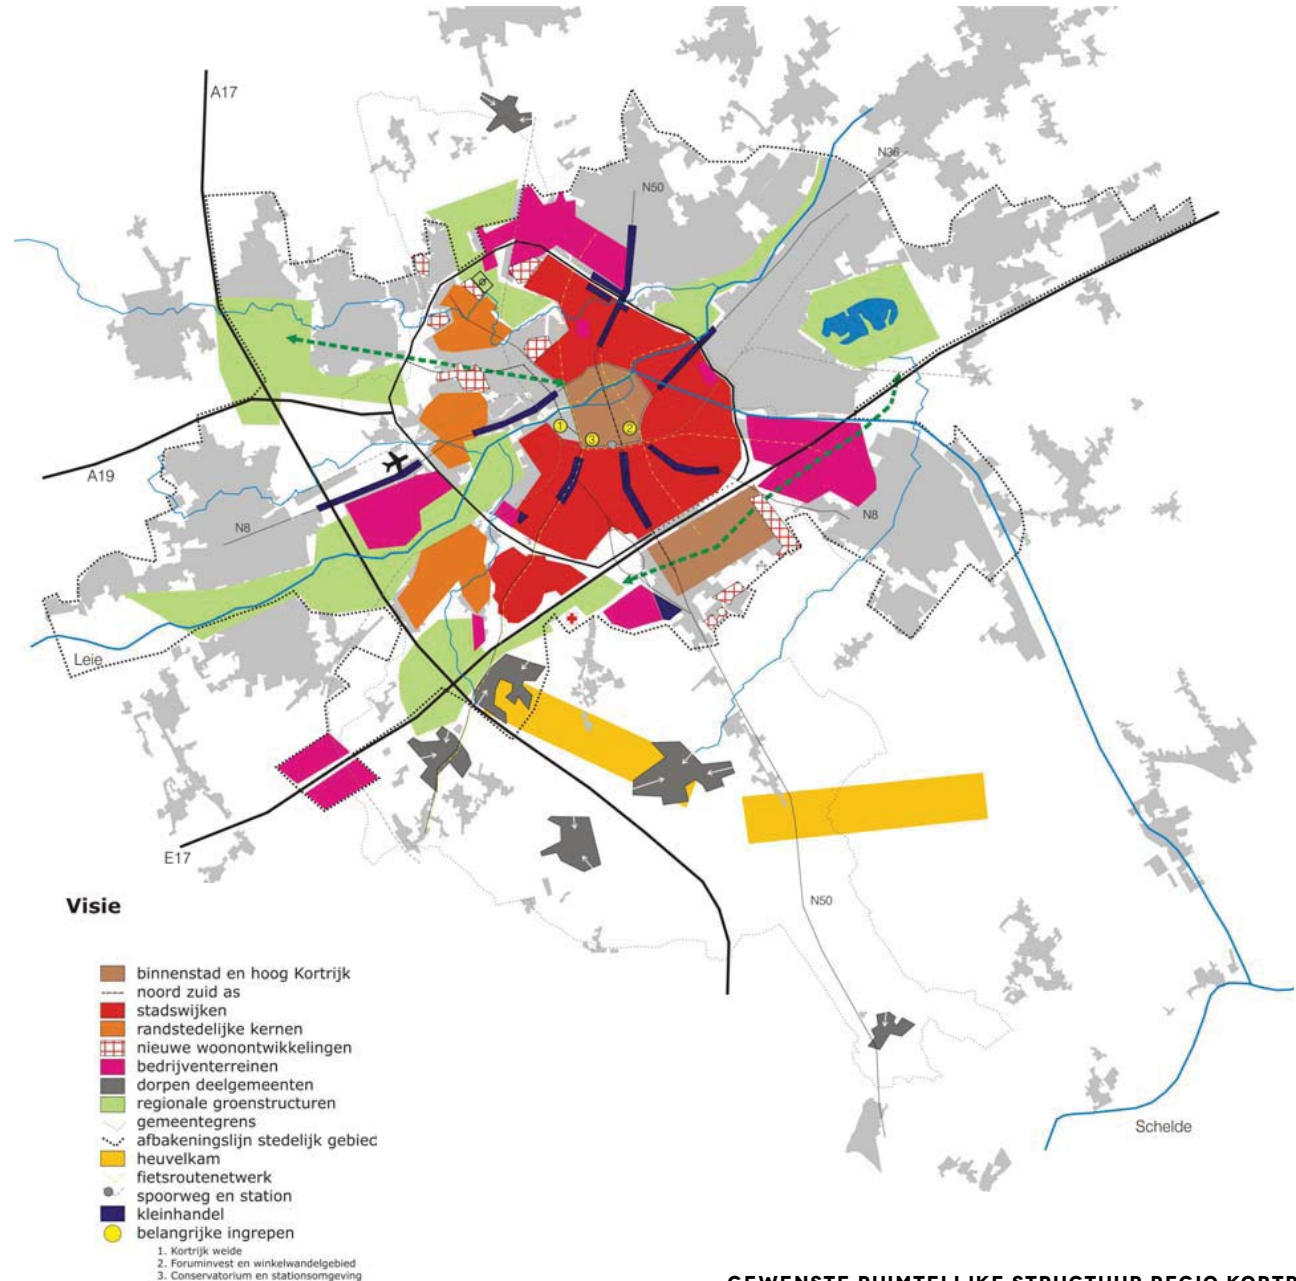 A17
N36
N50
A19
N8
N8
Leie
E17
N50
Schelde
1
2
3
Visie
binnenstad en hoog Kortrijk
noord zuid as
stadswijken
randstedelijke kernen
nieuwe woonontwikkelingen
bedrijventerreinen
dorpen deelgemeenten
regionale groenstructuren
gemeentegrens
afbakeningslijn stedelijk gebied
heuvelkam
fietsroutenetwerk
spoorweg en station
kleinhandel
belangrijke ingrepen
1. Kortrijk weide
2. Foruminvest en winkelwandelgebied
3. Conservatorium en stationsomgeving